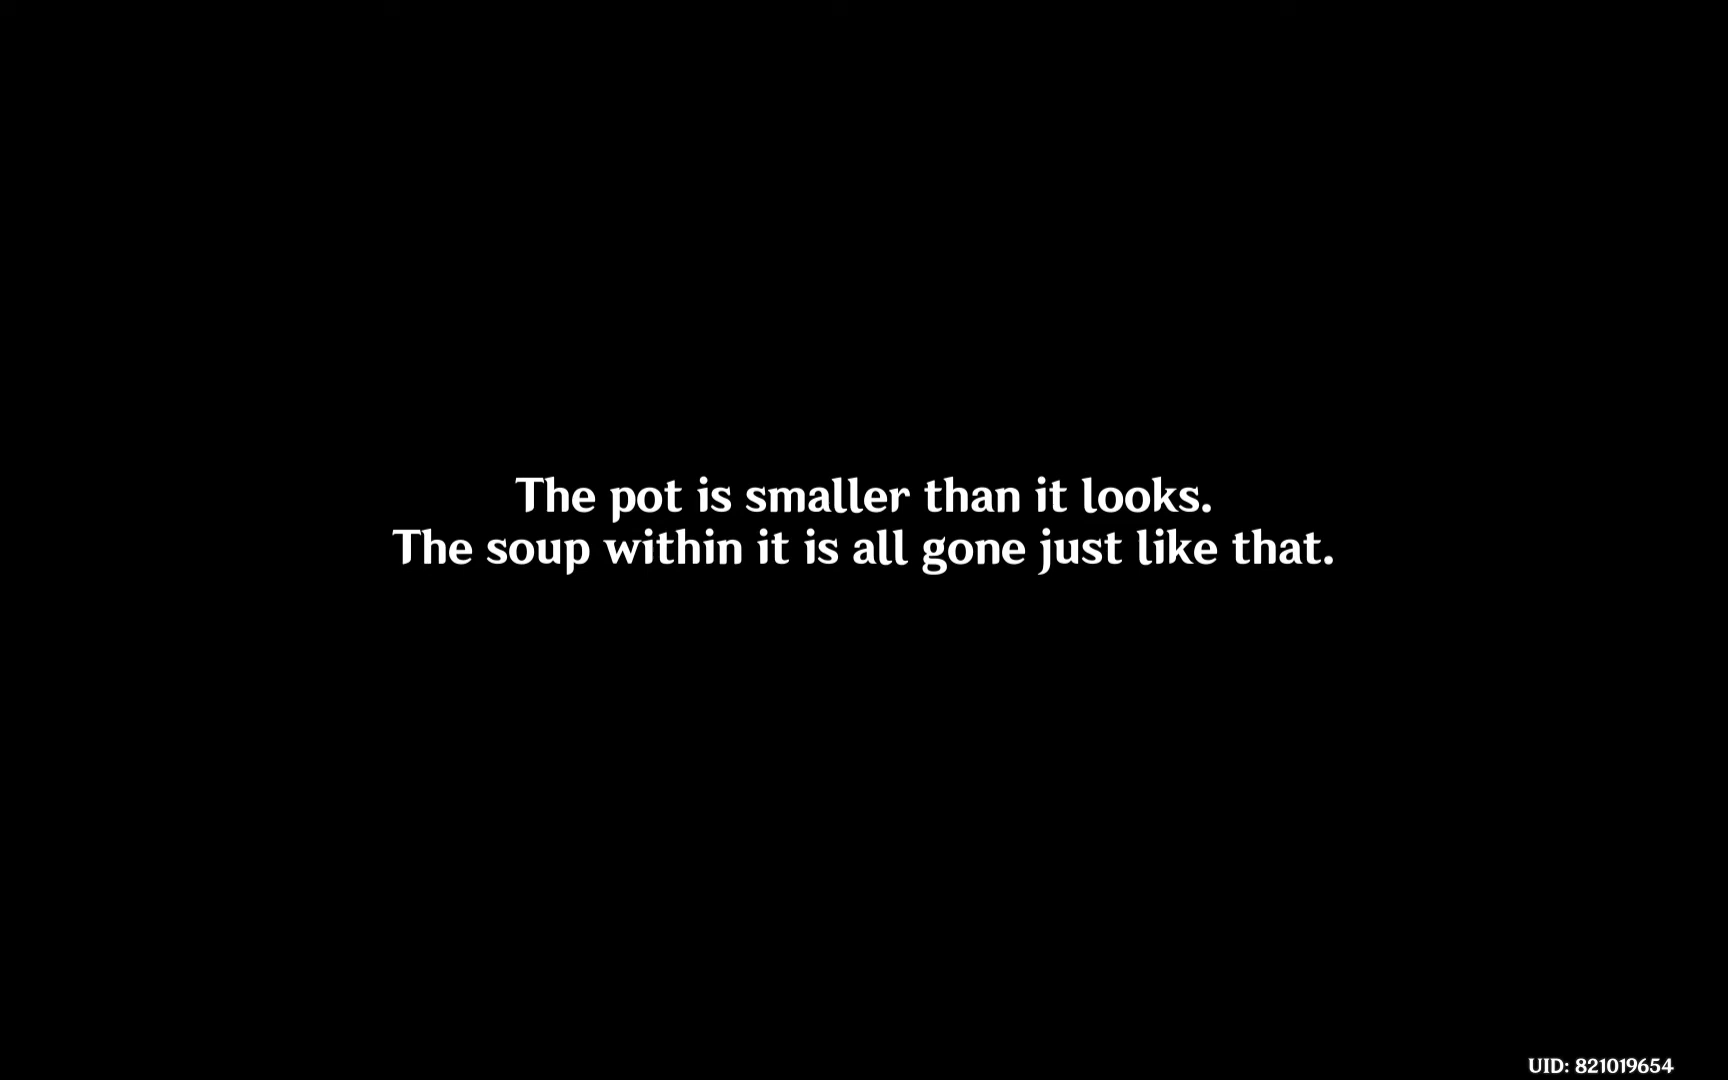 The pot is smaller than it looks.
The soup within it is all gone just like that.
UID: 821019654